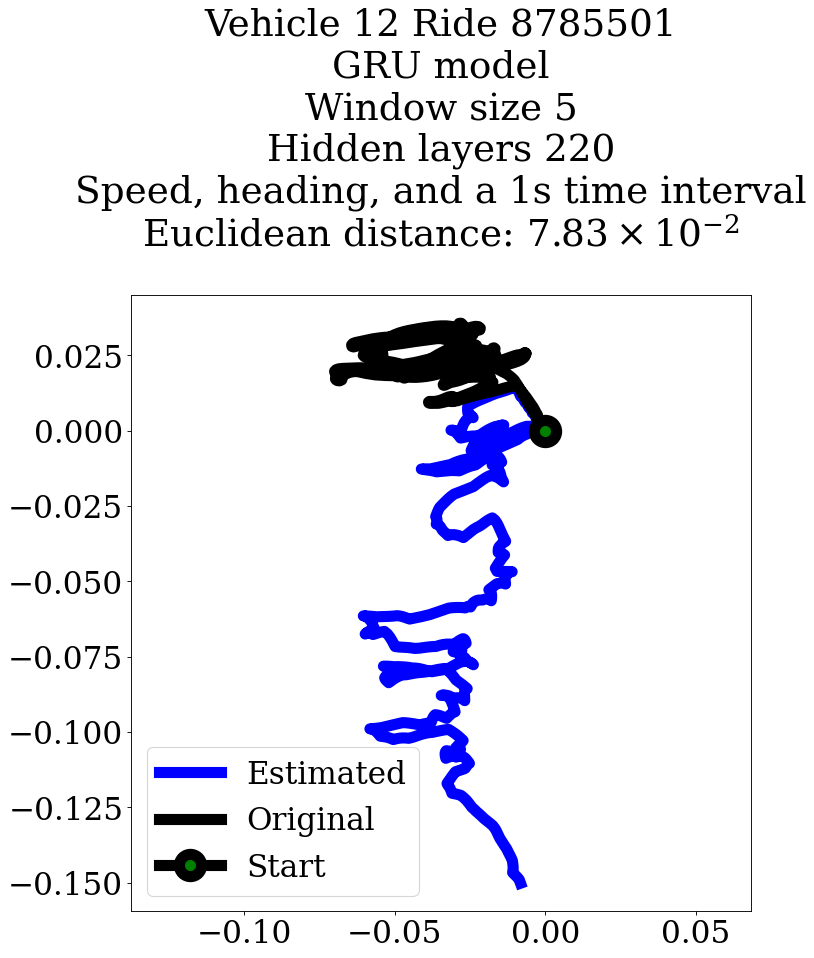 Vehicle 12 Ride 8785501
GRU model
Window size 5
Hidden layers 220
Speed, heading, and a 1s time interval
Euclidean distance: 7.83 × 10⁻²
0.025
0.000
−0.025
−0.050
−0.075
−0.100
−0.125
−0.150
Estimated
Original
Start
−0.10 −0.05 0.00 0.05